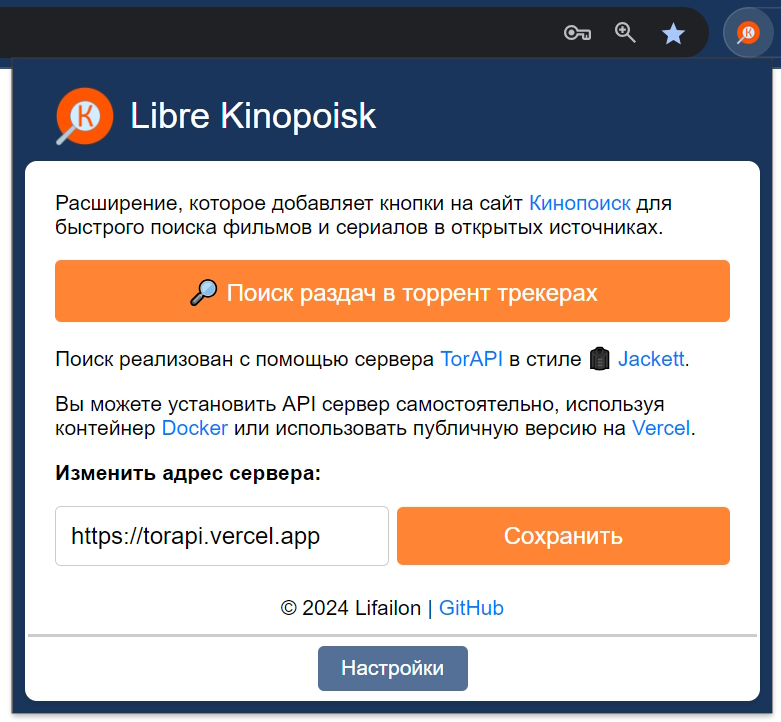 Libre Kinopoisk
Расширение, которое добавляет кнопки на сайт Кинопоиск для
быстрого поиска фильмов и сериалов в открытых источниках.
🔎 Поиск раздач в торрент трекерах
Поиск реализован с помощью сервера TorAPI в стиле Jackett.
Вы можете установить API сервер самостоятельно, используя
контейнер Docker или использовать публичную версию на Vercel.
Изменить адрес сервера:
https://torapi.vercel.app
Сохранить
© 2024 Lifailon | GitHub
Настройки